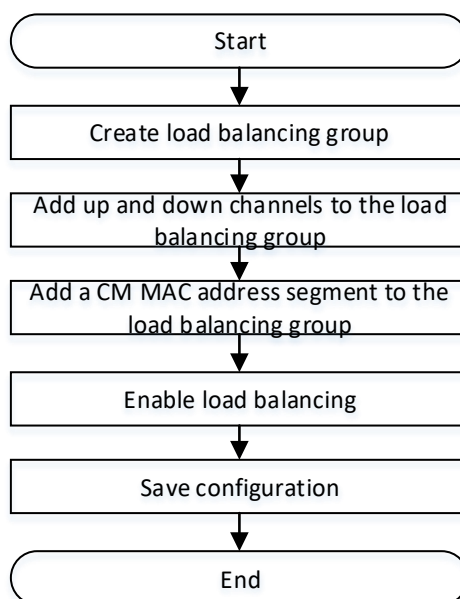 Start
Create load balancing group
Add up and down channels to the load
balancing group
Add a CM MAC address segment to the
load balancing group
Enable load balancing
Save configuration
End